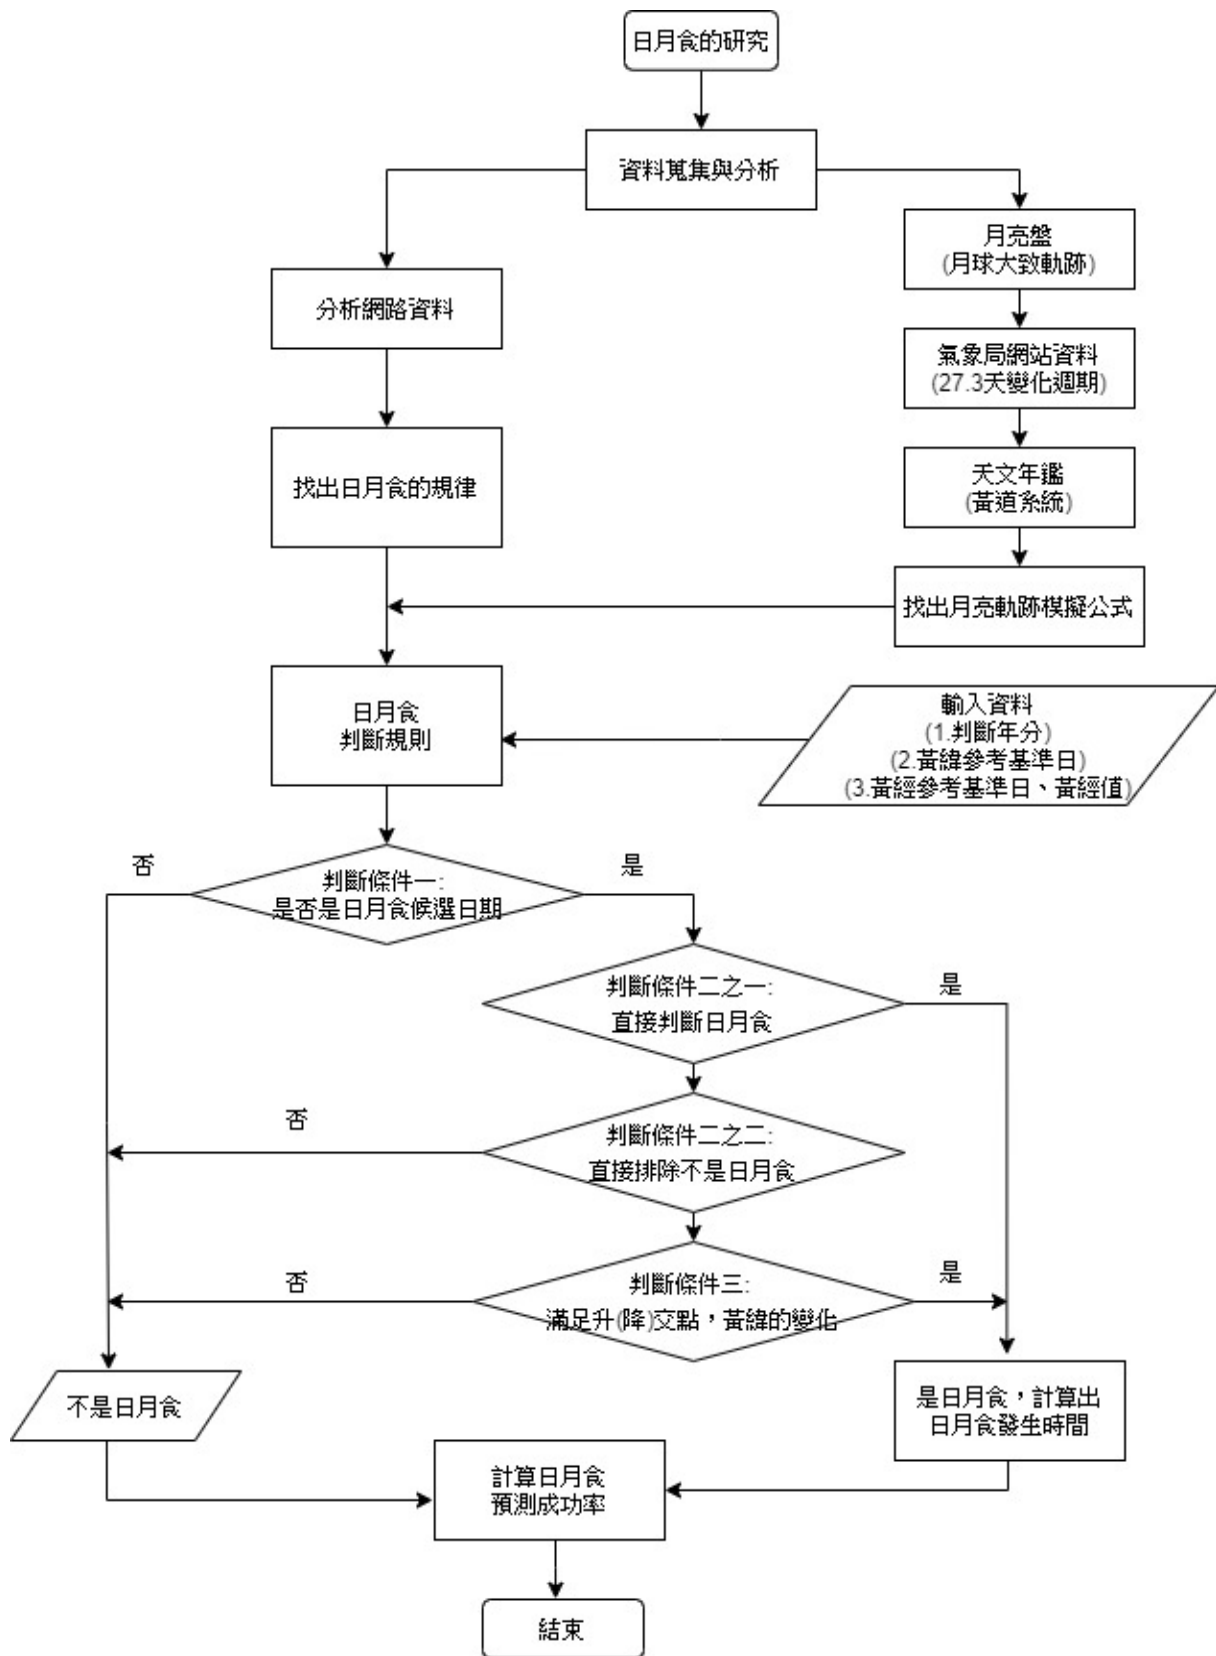 日月食的研究
資料蒐集與分析
月亮盤
(月球大致軌跡)
分析網路資料
氣象局網站資料
(27.3天變化週期)
找出日月食的規律
天文年鑑
(黃道系統)
找出月亮軌跡模擬公式
日月食
判斷規則
輸入資料
(1.判斷年分)
(2.黃緯參考基準日)
(3.黃經參考基準日、黃經值)
否
是
判斷條件一:
是否是日月食候選日期
判斷條件二之一:
直接判斷日月食
是
否
判斷條件二之二:
直接排除不是日月食
否
是
判斷條件三:
滿足升(降)交點，黃緯的變化
不是日月食
是日月食，計算出
日月食發生時間
計算日月食
預測成功率
結束